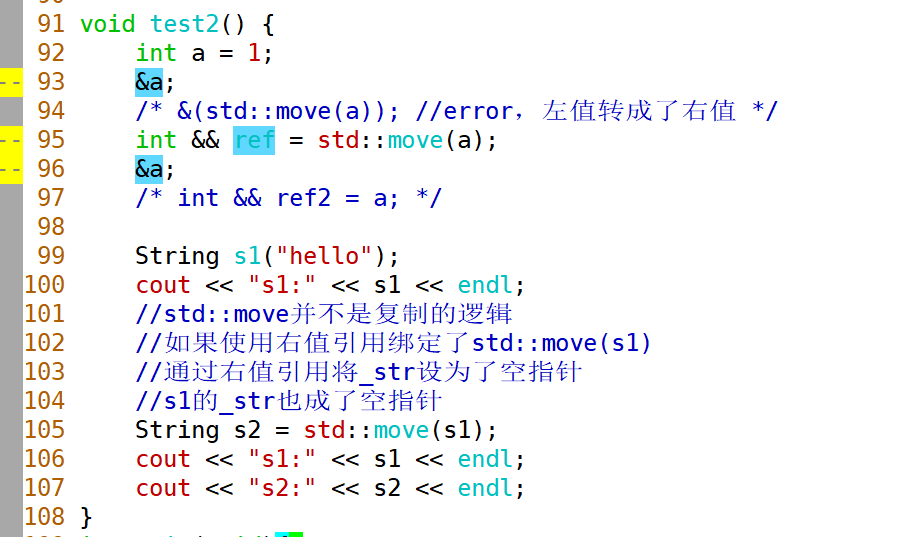 91 void test2() {
92     int a = 1;
93     &a;
94     /* &(std::move(a)); //error，左值转成了右值 */
95     int && ref = std::move(a);
96     &a;
97     /* int && ref2 = a; */
98
99     String s1("hello");
100     cout << "s1:" << s1 << endl;
101     //std::move并不是复制的逻辑
102     //如果使用右值引用绑定了std::move(s1)
103     //通过右值引用将_str设为了空指针
104     //s1的_str也成了空指针
105     String s2 = std::move(s1);
106     cout << "s1:" << s1 << endl;
107     cout << "s2:" << s2 << endl;
108 }